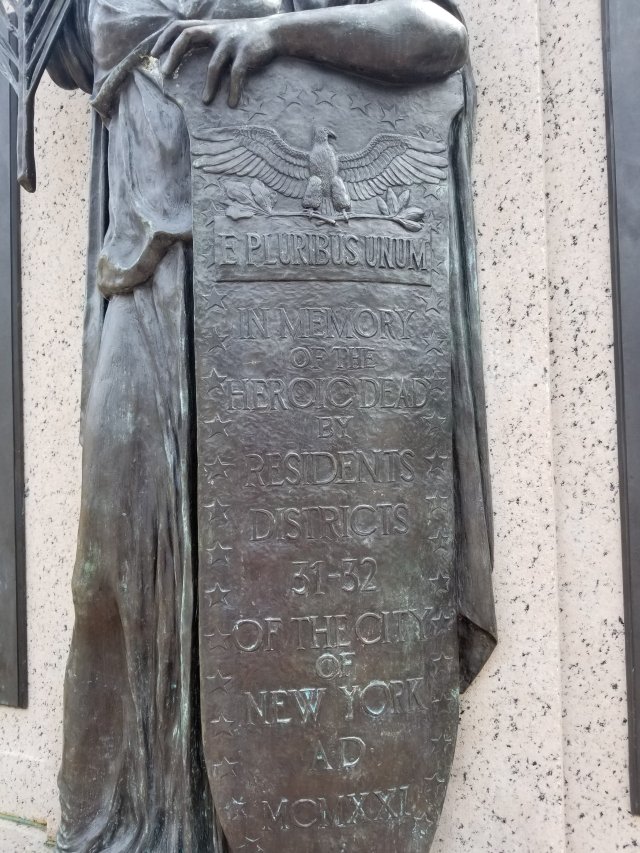 E PLURIBUS UNUM
IN MEMORY
OF THE
HEROIC DEAD
BY
RESIDENTS
DISTRICTS
31-32
OF THE CITY
OF
NEW YORK
AD
MCMXXI